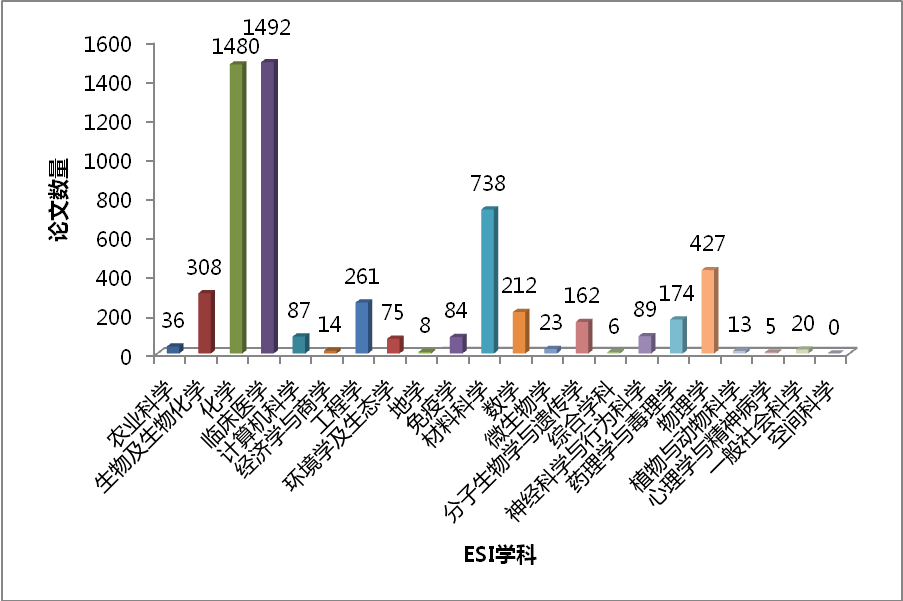 论文数量
1600
1400
1200
1000
800
600
400
200
0
36
308
1480
1492
87
14
261
75
8
84
738
212
23
162
6
89
174
427
13
5
20
0
农业科学
生物及生物化学
化学
临床医学
计算机科学
经济学与商学
工程学
环境学及生态学
地学
免疫学
材料科学
数学
微生物学
分子生物学与遗传学
综合学科
神经科学与行为科学
药理学与毒理学
物理学
植物与动物科学
心理学与精神病学
一般社会科学
空间科学
ESI学科